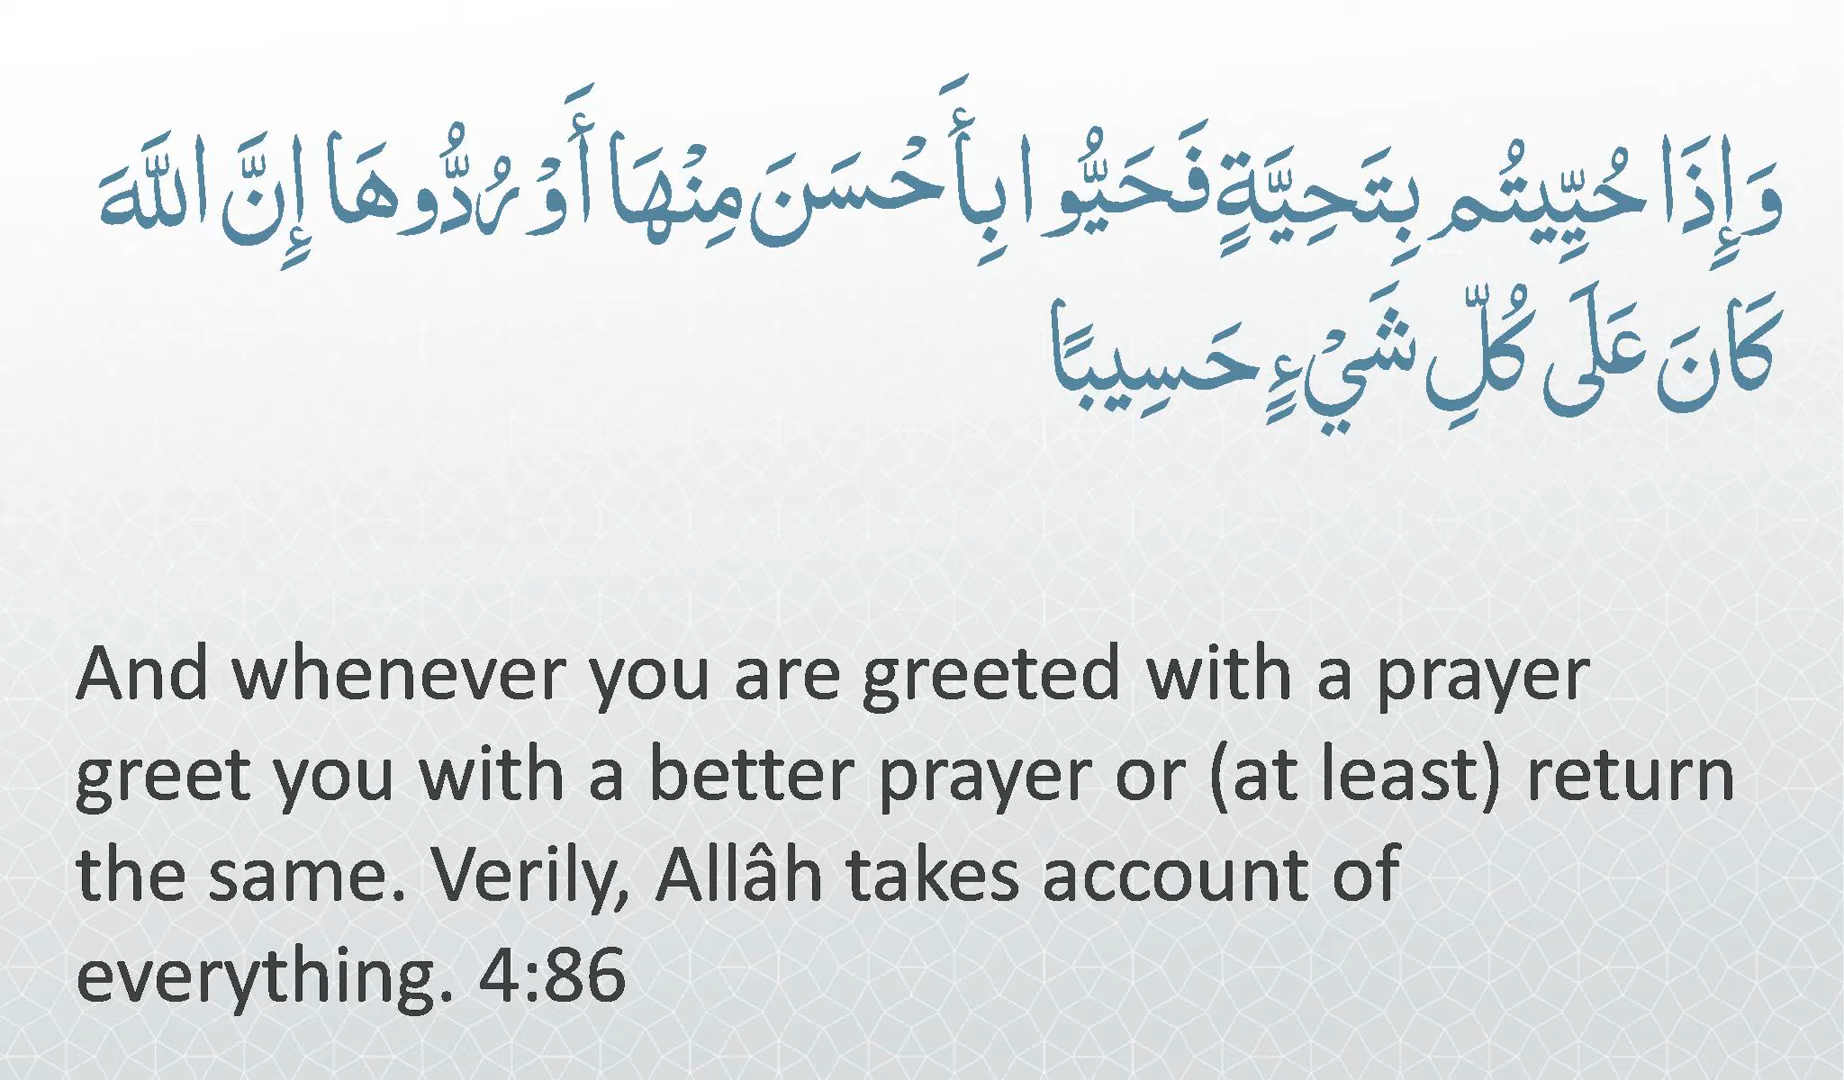 وَإِذَا حُيِّيتُم بِتَحِيَّةٍ فَحَيُّوا بِأَحْسَنَ مِنْهَا أَوْ رُدُّوهَا إِنَّ اللَّهَ
كَانَ عَلَى كُلِّ شَيْءٍ حَسِيبًا
And whenever you are greeted with a prayer
greet you with a better prayer or (at least) return
the same. Verily, Allâh takes account of
everything. 4:86